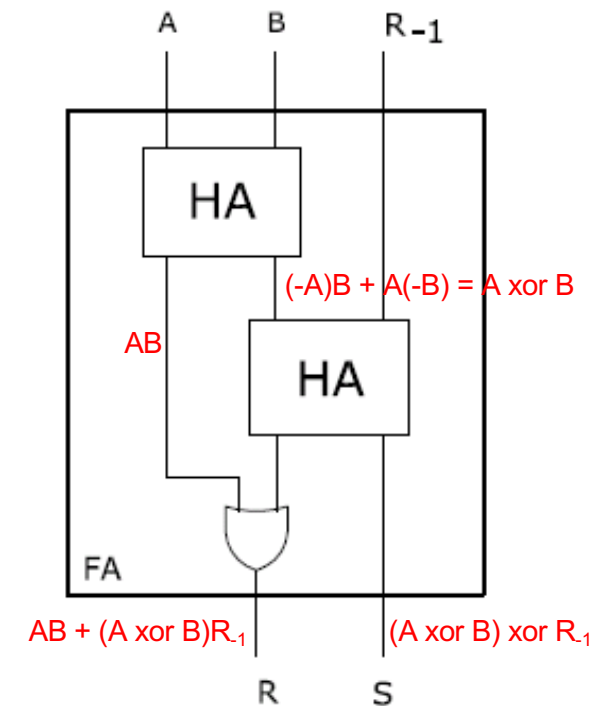 A B R-1
HA
(-A)B + A(-B) = A xor B
AB
HA
FA
AB + (A xor B)R-1
(A xor B) xor R-1
R S